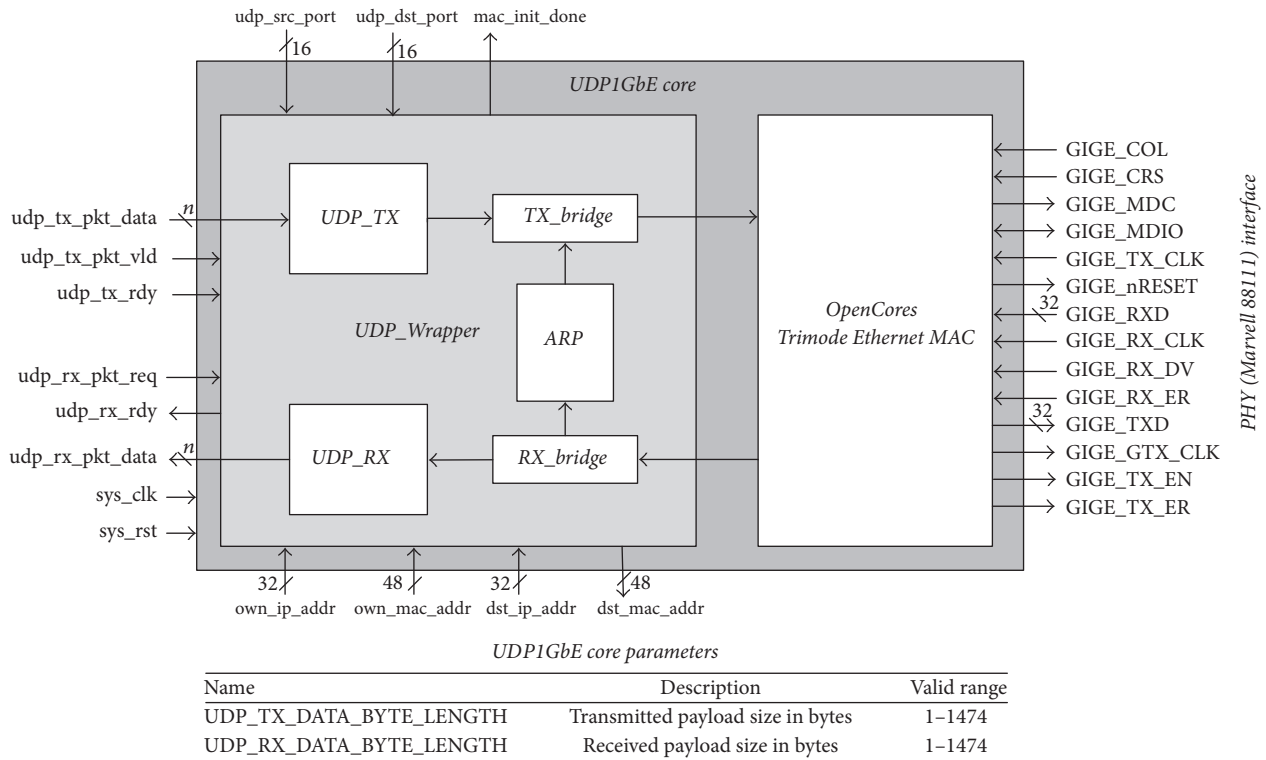 udp_src_port udp_dst_port mac_init_done
16 16
UDP1GbE core
UDP_TX
TX_bridge
ARP
UDP_Wrapper
UDP_RX
RX_bridge
OpenCores
Trimode Ethernet MAC
udp_tx_pkt_data n
udp_tx_pkt_vld
udp_tx_rdy
udp_rx_pkt_req
udp_rx_rdy
udp_rx_pkt_data n
sys_clk
sys_rst
GIGE_COL
GIGE_CRS
GIGE_MDC
GIGE_MDIO
GIGE_TX_CLK
GIGE_nRESET
32 GIGE_RXD
GIGE_RX_CLK
GIGE_RX_DV
GIGE_RX_ER
32 GIGE_TXD
GIGE_GTX_CLK
GIGE_TX_EN
GIGE_TX_ER
PHY (Marvell 88111) interface
32 48 32 48
own_ip_addr own_mac_addr dst_ip_addr dst_mac_addr
UDP1GbE core parameters
Name Description Valid range
UDP_TX_DATA_BYTE_LENGTH Transmitted payload size in bytes 1–1474
UDP_RX_DATA_BYTE_LENGTH Received payload size in bytes 1–1474